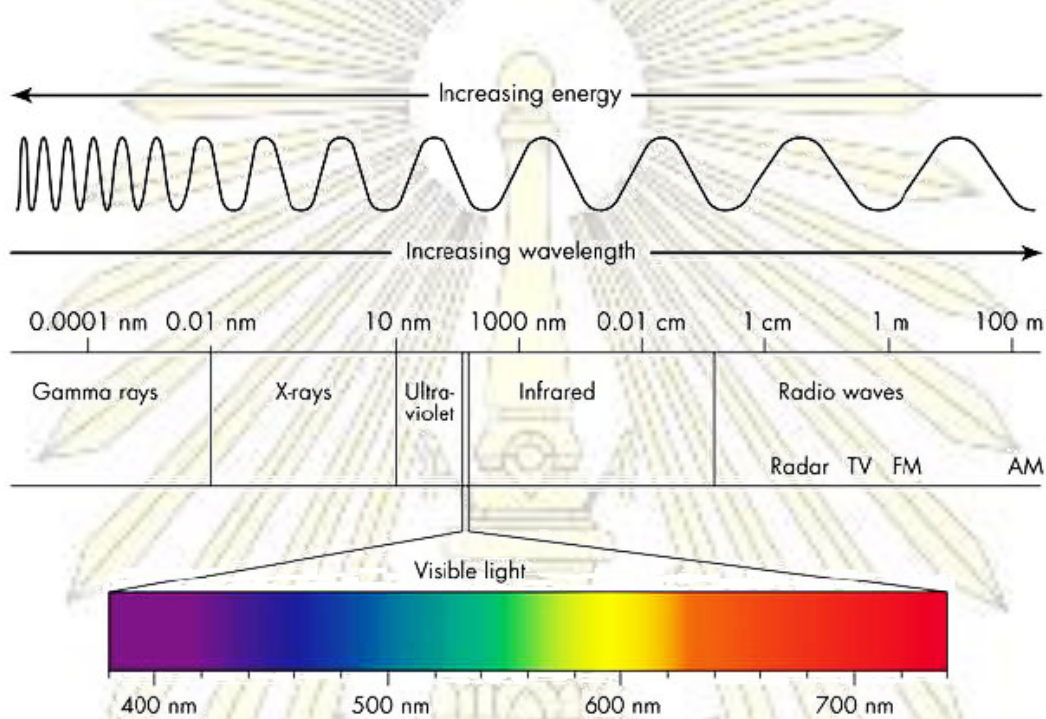 Increasing energy
Increasing wavelength
0.0001 nm 0.01 nm 10 nm 1000 nm 0.01 cm 1 cm 1 m 100 m
Gamma rays X-rays Ultra-violet Infrared Radio waves
Radar TV FM AM
Visible light
400 nm 500 nm 600 nm 700 nm